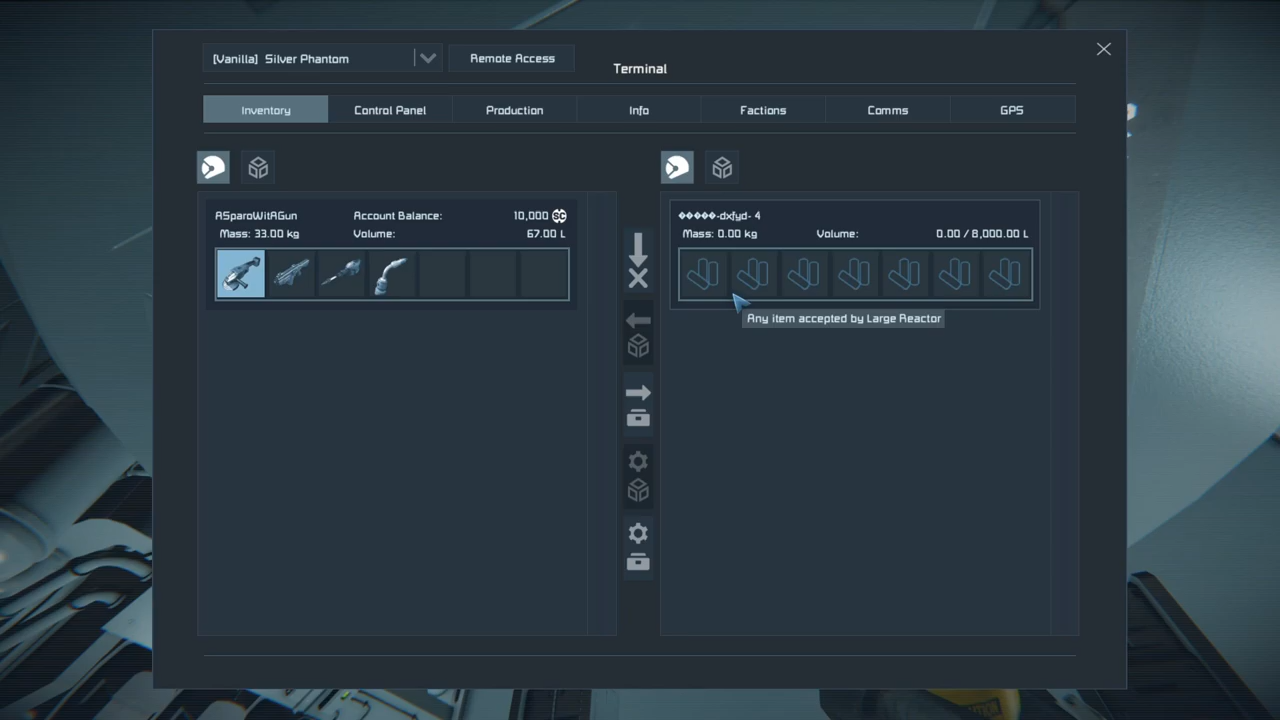 [Vanilla] Silver Phantom
Remote Access
Terminal
Inventory
Control Panel
Production
Info
Factions
Comms
GPS
ASparoWitAGun
Account Balance:
10,000 SC
Mass: 33.00 kg
Volume:
67.00 L
�����-dxfyd- 4
Mass: 0.00 kg
Volume:
0.00 / 8,000.00 L
Any item accepted by Large Reactor